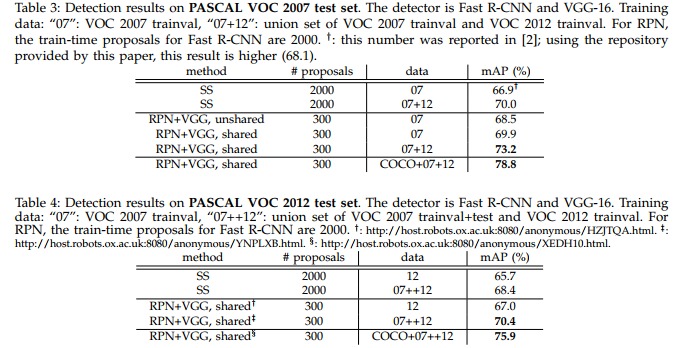 Table 3: Detection results on PASCAL VOC 2007 test set. The detector is Fast R-CNN and VGG-16. Training
data: “07”: VOC 2007 trainval, “07+12”: union set of VOC 2007 trainval and VOC 2012 trainval. For RPN,
the train-time proposals for Fast R-CNN are 2000. †: this number was reported in [2]; using the repository
provided by this paper, this result is higher (68.1).
method # proposals data mAP (%)
SS 2000 07 66.9†
SS 2000 07+12 70.0
RPN+VGG, unshared 300 07 68.5
RPN+VGG, shared 300 07 69.9
RPN+VGG, shared 300 07+12 73.2
RPN+VGG, shared 300 COCO+07+12 78.8
Table 4: Detection results on PASCAL VOC 2012 test set. The detector is Fast R-CNN and VGG-16. Training
data: “07”: VOC 2007 trainval, “07++12”: union set of VOC 2007 trainval+test and VOC 2012 trainval. For
RPN, the train-time proposals for Fast R-CNN are 2000. †: http://host.robots.ox.ac.uk:8080/anonymous/HZJTQA.html. ‡:
http://host.robots.ox.ac.uk:8080/anonymous/YNPLXB.html. §: http://host.robots.ox.ac.uk:8080/anonymous/XEDH10.html.
method # proposals data mAP (%)
SS 2000 12 65.7
SS 2000 07++12 68.4
RPN+VGG, shared† 300 12 67.0
RPN+VGG, shared‡ 300 07++12 70.4
RPN+VGG, shared§ 300 COCO+07++12 75.9